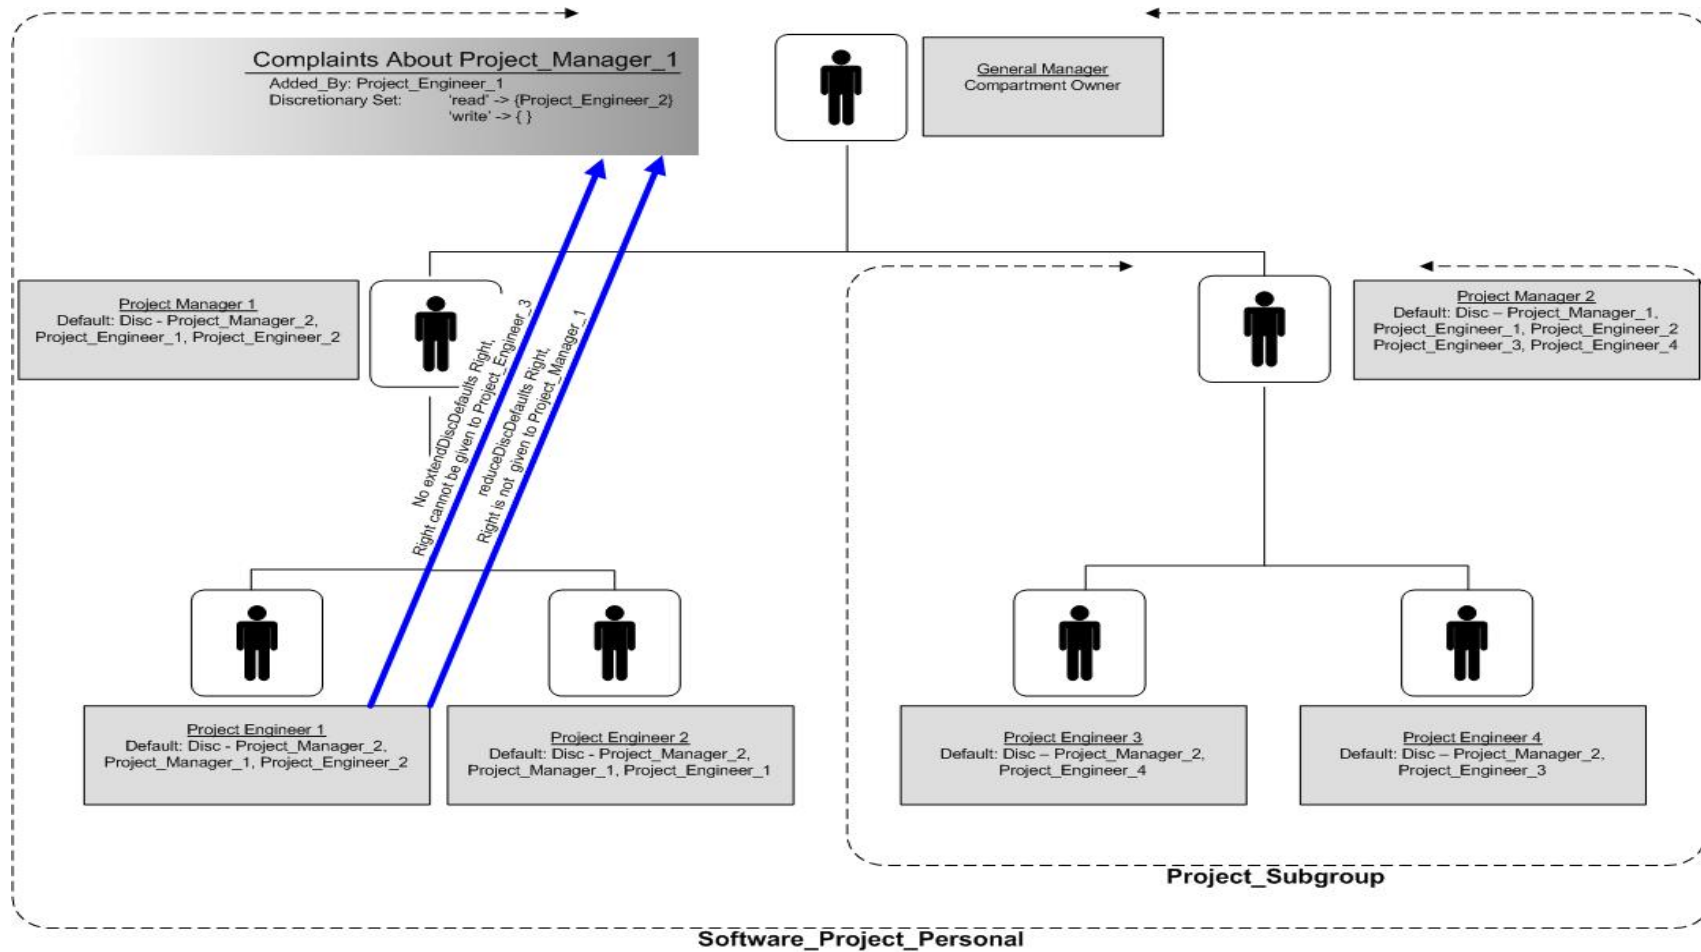 Complaints About Project_Manager_1
Added_By: Project_Engineer_1
Discretionary Set: 'read' -> {Project_Engineer_2}
'write' -> { }
General Manager
Compartment Owner
Project Manager 1
Default: Disc - Project_Manager_2,
Project_Engineer_1, Project_Engineer_2
Project Manager 2
Default: Disc – Project_Manager_1,
Project_Engineer_1, Project_Engineer_2
Project_Engineer_3, Project_Engineer_4
No extendDiscDefaults Right,
Right cannot be given to Project_Engineer_3
reduceDiscDefaults Right,
Right is not given to Project_Manager_1
Project Engineer 1
Default: Disc - Project_Manager_2,
Project_Manager_1, Project_Engineer_2
Project Engineer 2
Default: Disc - Project_Manager_2,
Project_Manager_1, Project_Engineer_1
Project Engineer 3
Default: Disc – Project_Manager_2,
Project_Engineer_4
Project Engineer 4
Default: Disc – Project_Manager_2,
Project_Engineer_3
Project_Subgroup
Software_Project_Personal